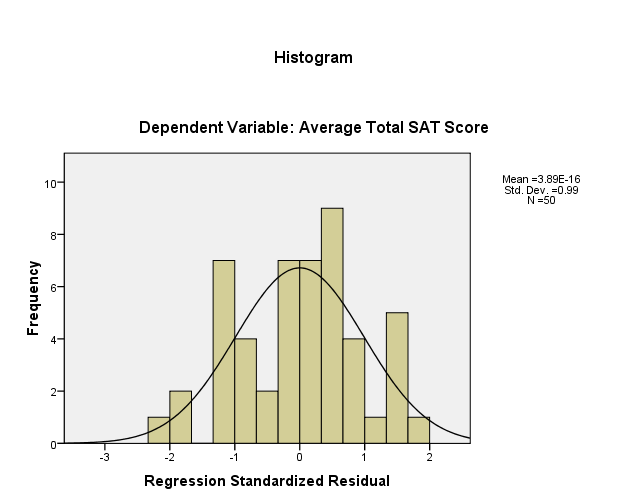 Histogram
Dependent Variable: Average Total SAT Score
Mean =3.89E-16
Std. Dev. =0.99
N =50
10
8
6
4
2
0
Frequency
-3 -2 -1 0 1 2
Regression Standardized Residual